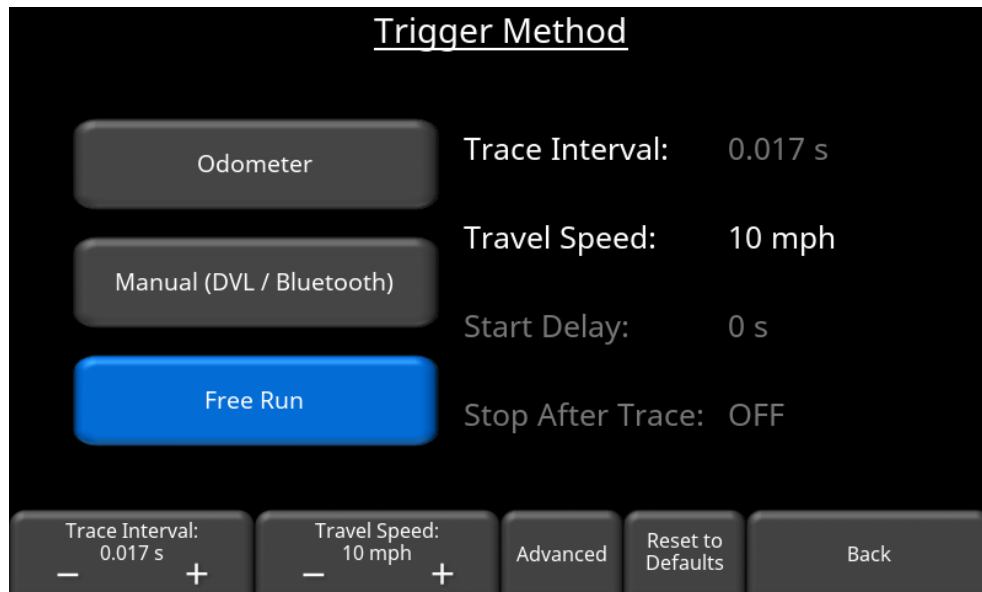 Trigger Method
Odometer
Trace Interval: 0.017 s
Manual (DVL / Bluetooth)
Travel Speed: 10 mph
Start Delay: 0 s
Free Run
Stop After Trace: OFF
Trace Interval:
0.017 s
– +
Travel Speed:
10 mph
– +
Advanced
Reset to
Defaults
Back